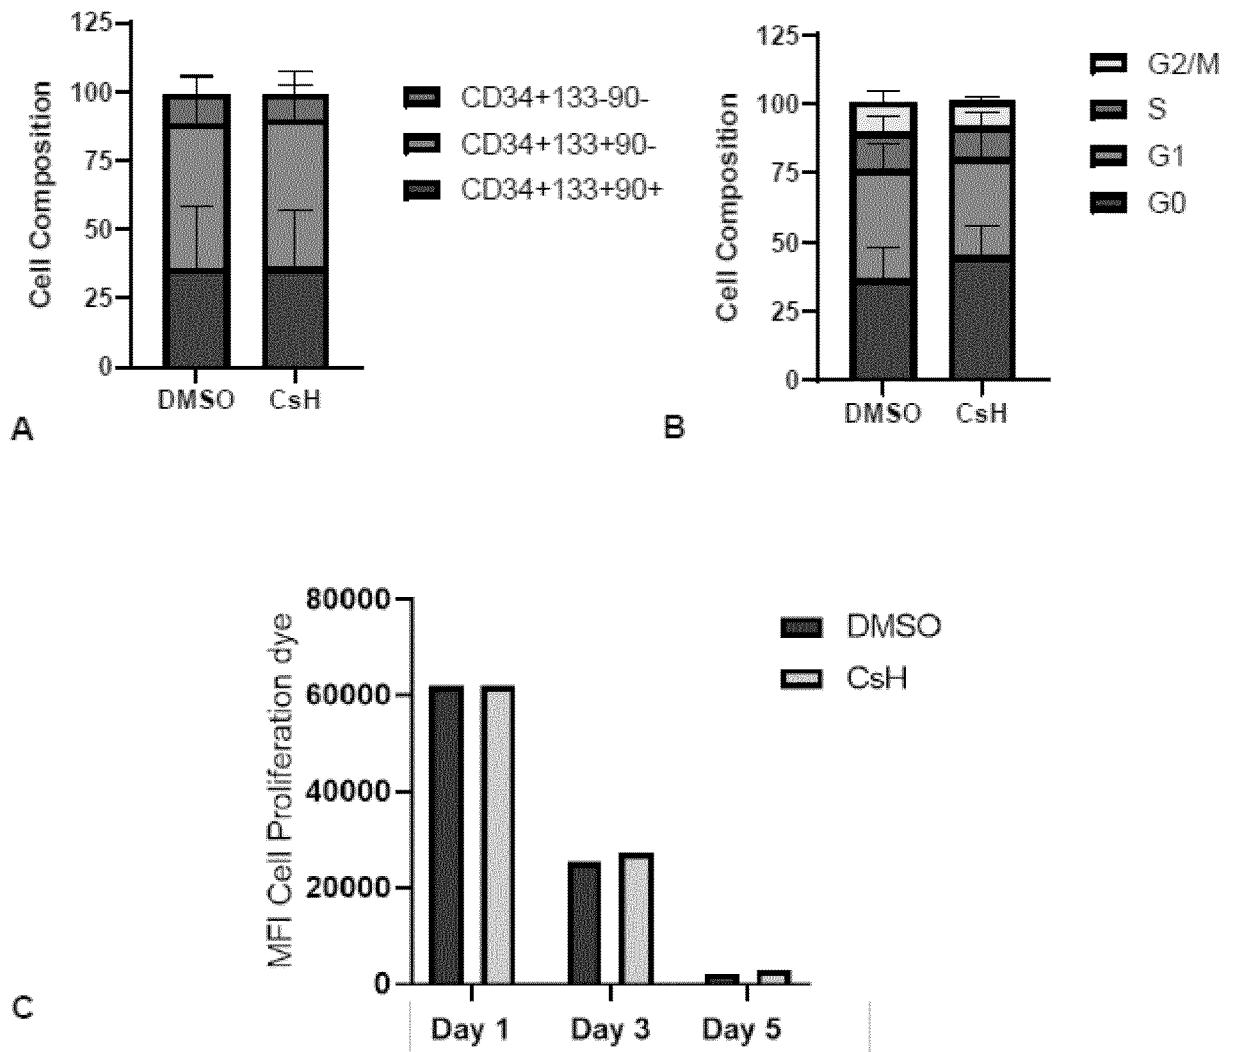 125
100
75
50
25
0
Cell Composition
DMSO
CsH
CD34+133-90-
CD34+133+90-
CD34+133+90+
A
125
100
75
50
25
0
Cell Composition
DMSO
CsH
G2/M
S
G1
G0
B
80000
60000
40000
20000
0
MFI Cell Proliferation dye
Day 1
Day 3
Day 5
DMSO
CsH
C